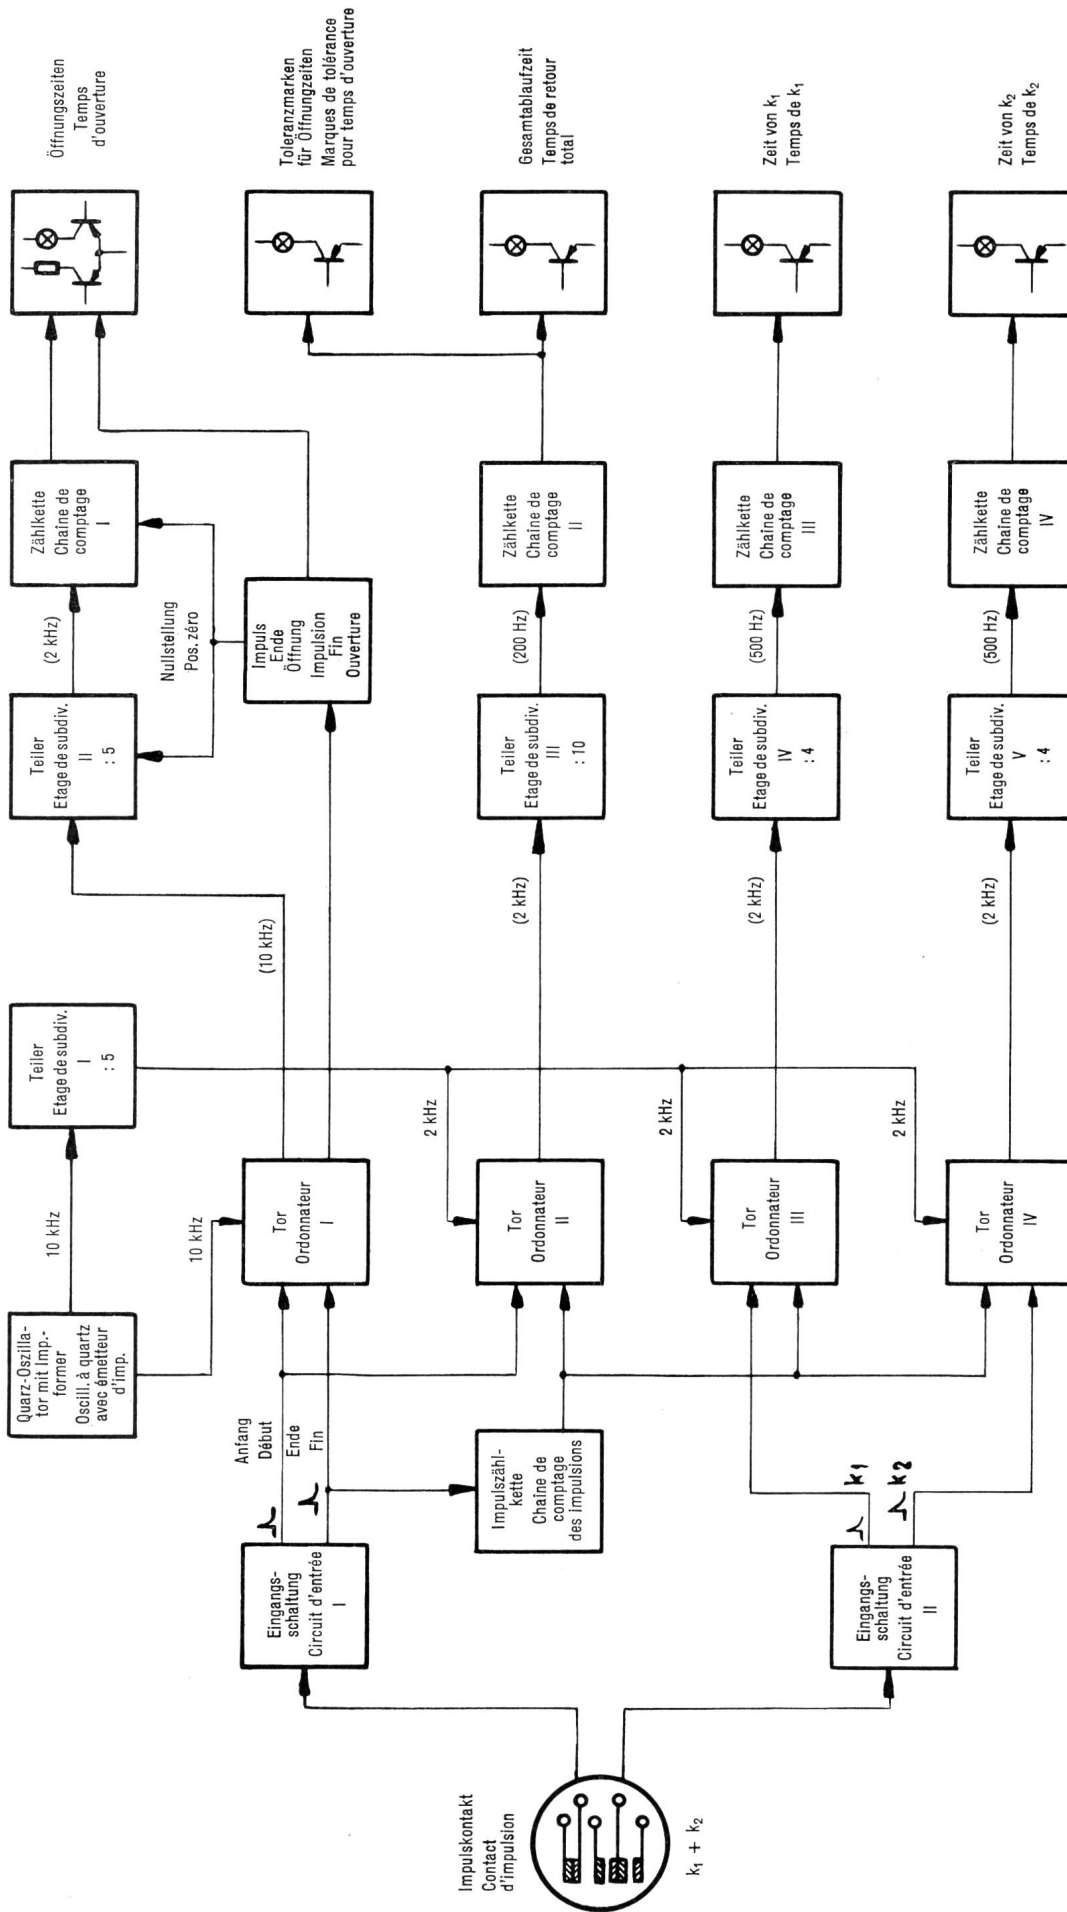 Impulskontakt
Contact
d'impulsion
k₁ + k₂
Eingangs-
schaltung
Circuit d'entrée
I
Eingangs-
schaltung
Circuit d'entrée
II
Anfang
Début
Ende
Fin
k1
k2
Impulszähl-
kette
Chaine de
comptage
des impulsions
Quarz-Oszilla-
tor mit Imp.-
former
Oscill. à quartz
avec émetteur
d'imp.
10 kHz
10 kHz
Teiler
Etage de subdiv.
I
: 5
Tor
Ordonnateur
I
Tor
Ordonnateur
II
Tor
Ordonnateur
III
Tor
Ordonnateur
IV
2 kHz
2 kHz
2 kHz
(10 kHz)
(2 kHz)
(2 kHz)
(2 kHz)
Teiler
Etage de subdiv.
II
: 5
Teiler
Etage de subdiv.
III
: 10
Teiler
Etage de subdiv.
IV
: 4
Teiler
Etage de subdiv.
V
: 4
Nullstellung
Pos. zéro
Impuls
Ende
Öffnung
Impulsion
Fin
Ouverture
(2 kHz)
(200 Hz)
(500 Hz)
(500 Hz)
Zählkette
Chaine de
comptage
I
Zählkette
Chaine de
comptage
II
Zählkette
Chaine de
comptage
III
Zählkette
Chaine de
comptage
IV
Öffnungszeiten
Temps
d'ouverture
Toleranzmarken
für Öffnungzeiten
Marques de tolérance
pour temps d'ouverture
Gesamtablaufzeit
Temps de retour
total
Zeit von k₁
Temps de k₁
Zeit von k₂
Temps de k₂